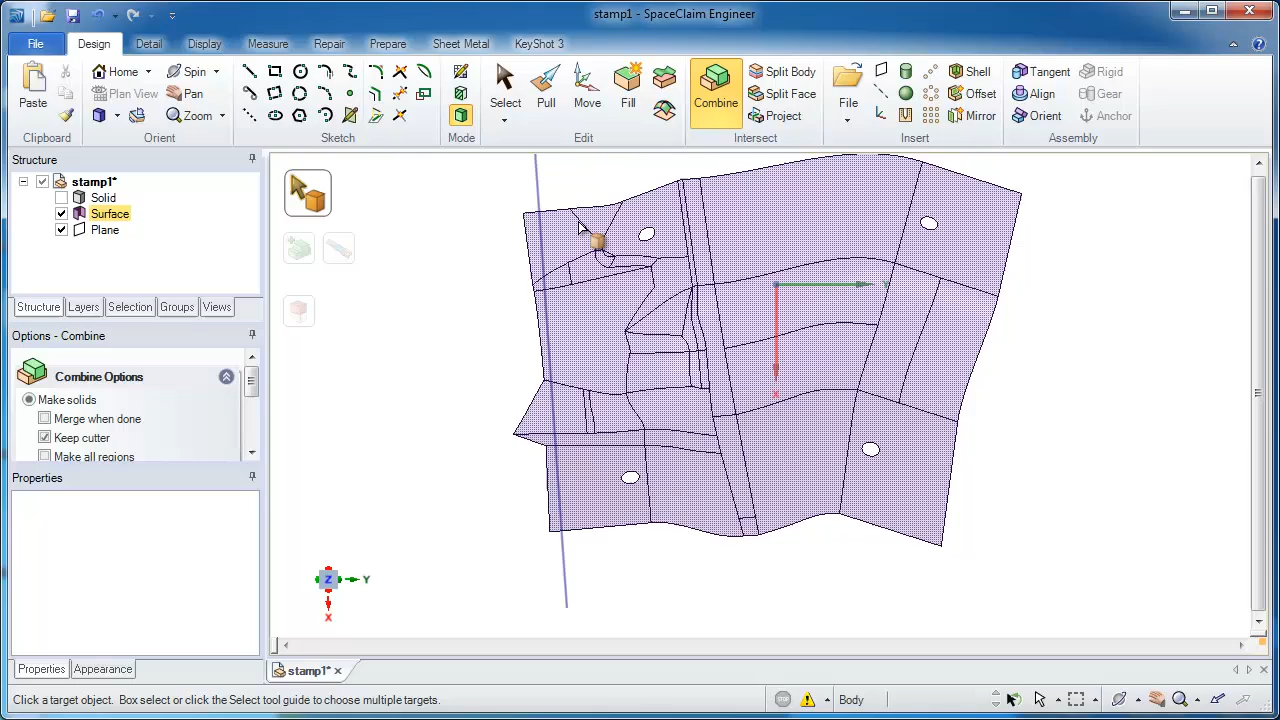 stamp1 - SpaceClaim Engineer
File Design Detail Display Measure Repair Prepare Sheet Metal KeyShot 3
Paste
Clipboard
Home
Spin
Plan View
Pan
Zoom
Orient
Sketch
Mode
Select
Pull
Move
Fill
Edit
Combine
Split Body
Split Face
Project
Intersect
File
Shell
Offset
Mirror
Insert
Tangent
Rigid
Align
Gear
Orient
Anchor
Assembly
Structure
stamp1*
Solid
Surface
Plane
Structure Layers Selection Groups Views
Options - Combine
Combine Options
Make solids
Merge when done
Keep cutter
Make all regions
Properties
Properties Appearance
Y
X
Z
Y
X
stamp1*
Click a target object. Box select or click the Select tool guide to choose multiple targets.
Body